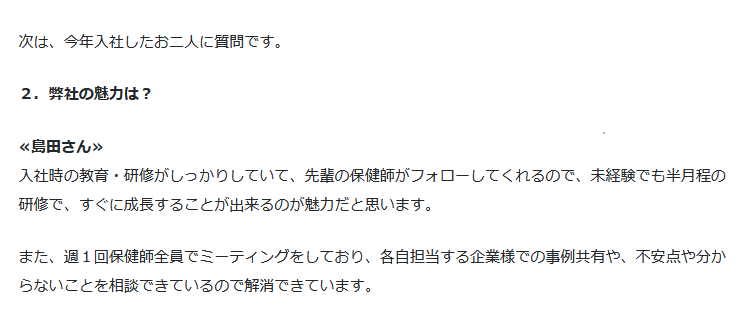 次は、今年入社したお二人に質問です。
２．弊社の魅力は？
≪島田さん≫
入社時の教育・研修がしっかりしていて、先輩の保健師がフォローしてくれるので、未経験でも半月程の
研修で、すぐに成長することが出来るのが魅力だと思います。
また、週１回保健師全員でミーティングをしており、各自担当する企業様での事例共有や、不安点や分か
らないことを相談できているので解消できています。